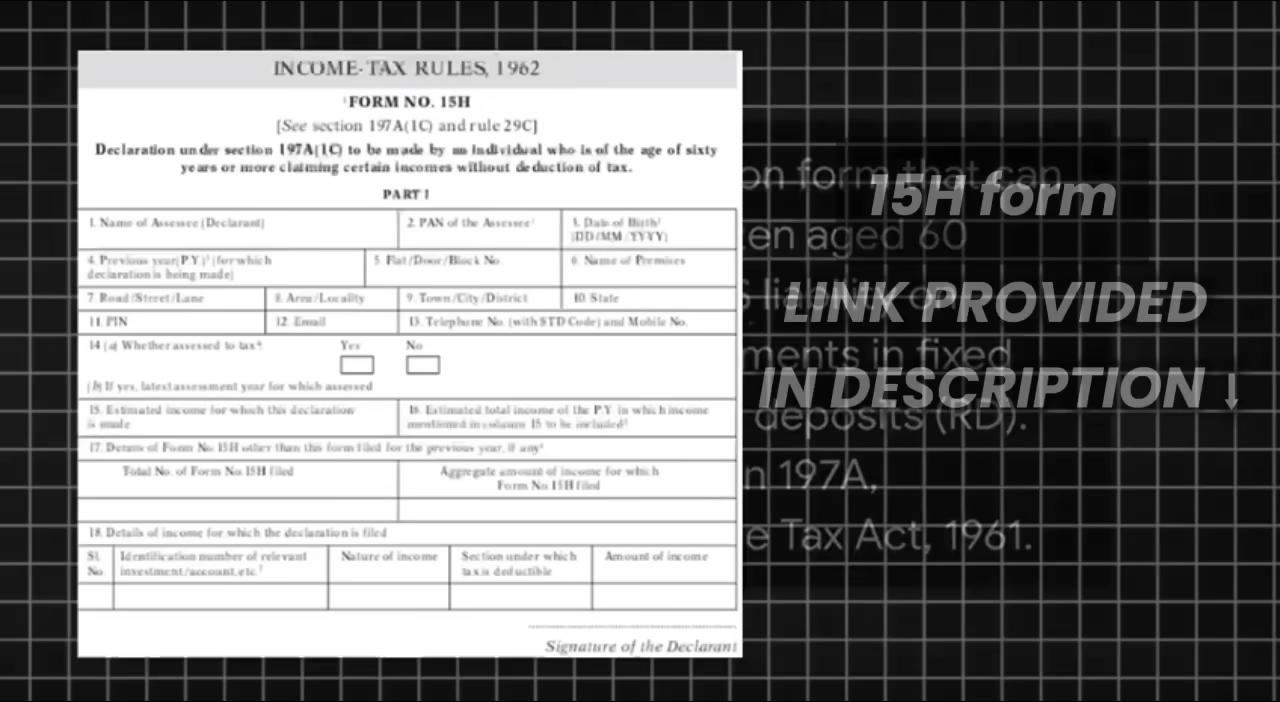 INCOME-TAX RULES, 1962
¹FORM NO. 15H
[See section 197A(1C) and rule 29C]
Declaration under section 197A(1C) to be made by an individual who is of the age of sixty
years or more claiming certain incomes without deduction of tax.
PART I
1. Name of Assessee (Declarant)
2. PAN of the Assessee¹
3. Date of Birth²
(DD/MM/YYYY)
4. Previous year(P.Y.)³ (for which
declaration is being made)
5. Flat/Door/Block No
6. Name of Premises
7. Road/Street/Lane
8. Area/Locality
9. Town/City/District
10. State
11. PIN
12. Email
13. Telephone No. (with STD Code) and Mobile No.
14 (a) Whether assessed to tax⁴.
Yes
No
(b) If yes, latest assessment year for which assessed
15. Estimated income for which this declaration
is made
16. Estimated total income of the P.Y. in which income
mentioned in column 15 to be included⁵
17. Details of Form No. 15H other than this form filed for the previous year, if any⁶
Total No. of Form No.15H filed
Aggregate amount of income for which
Form No.15H filed
18. Details of income for which the declaration is filed
Sl.
No.
Identification number of relevant
investment/account, etc.⁷
Nature of income
Section under which
tax is deductible
Amount of income
Signature of the Declarant
on form that can
en aged 60
ments in fixed
deposits (RD).
n 197A,
e Tax Act, 1961.
15H form
LINK PROVIDED
IN DESCRIPTION ↓